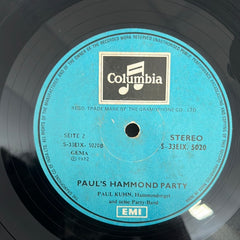 Columbia
REGD. TRADE MARK OF THE GRAMOPHONE CO. LTD.
SEITE 2
STEREO
S-33EIX- 5020B
S-33EIX. 5020
GEMA
℗ 1972
PAUL'S HAMMOND PARTY
PAUL KUHN, Hammondorgel
und seine Party-Band
EMI